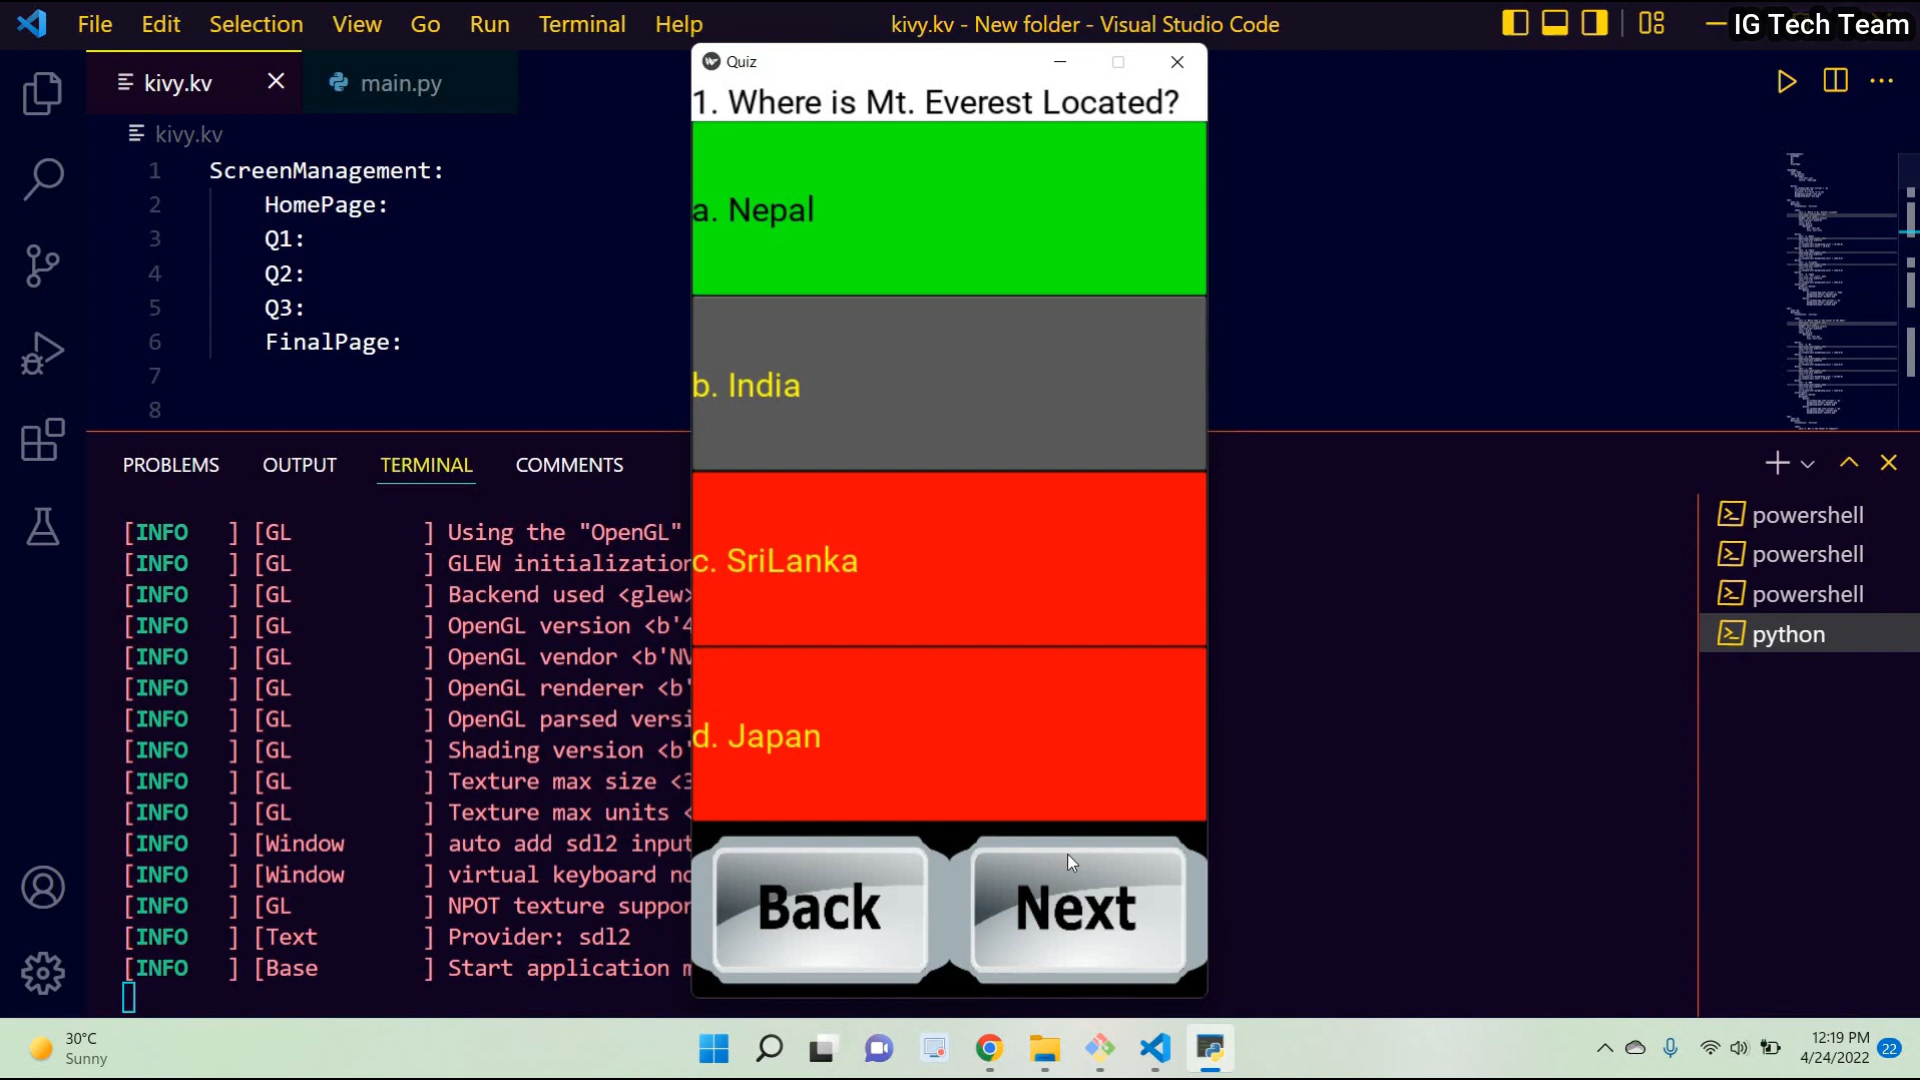 File Edit Selection View Go Run Terminal Help
kivy.kv - New folder - Visual Studio Code
IG Tech Team
kivy.kv
main.py
kivy.kv
1 ScreenManagement:
2 HomePage:
3 Q1:
4 Q2:
5 Q3:
6 FinalPage:
7
8
Quiz
1. Where is Mt. Everest Located?
a. Nepal
b. India
c. SriLanka
d. Japan
Back
Next
PROBLEMS OUTPUT TERMINAL COMMENTS
[INFO ] [GL ] Using the "OpenGL"
[INFO ] [GL ] GLEW initialization
[INFO ] [GL ] Backend used <glew>
[INFO ] [GL ] OpenGL version <b'4
[INFO ] [GL ] OpenGL vendor <b'NV
[INFO ] [GL ] OpenGL renderer <b'
[INFO ] [GL ] OpenGL parsed versi
[INFO ] [GL ] Shading version <b'
[INFO ] [GL ] Texture max size <3
[INFO ] [GL ] Texture max units <
[INFO ] [Window ] auto add sdl2 input
[INFO ] [Window ] virtual keyboard no
[INFO ] [GL ] NPOT texture suppor
[INFO ] [Text ] Provider: sdl2
[INFO ] [Base ] Start application m
powershell
powershell
powershell
python
30°C
Sunny
12:19 PM
4/24/2022
22